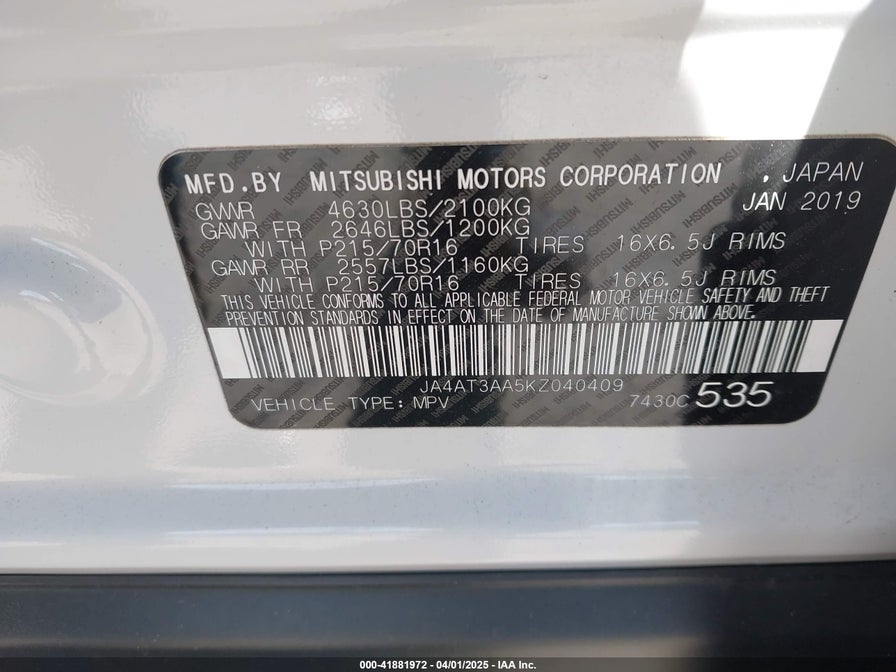 MFD.BY MITSUBISHI MOTORS CORPORATION , JAPAN
GVWR 4630LBS/2100KG JAN 2019
GAWR FR 2646LBS/1200KG
WITH P215/70R16 TIRES 16X6.5J RIMS
GAWR RR 2557LBS/1160KG
WITH P215/70R16 TIRES 16X6.5J RIMS
THIS VEHICLE CONFORMS TO ALL APPLICABLE FEDERAL MOTOR VEHICLE SAFETY AND THEFT
PREVENTION STANDARDS IN EFFECT ON THE DATE OF MANUFACTURE SHOWN ABOVE.
JA4AT3AA5KZ040409
VEHICLE TYPE: MPV 7430C 535
000-41881972 / 04/01/2025 - IAA Inc.